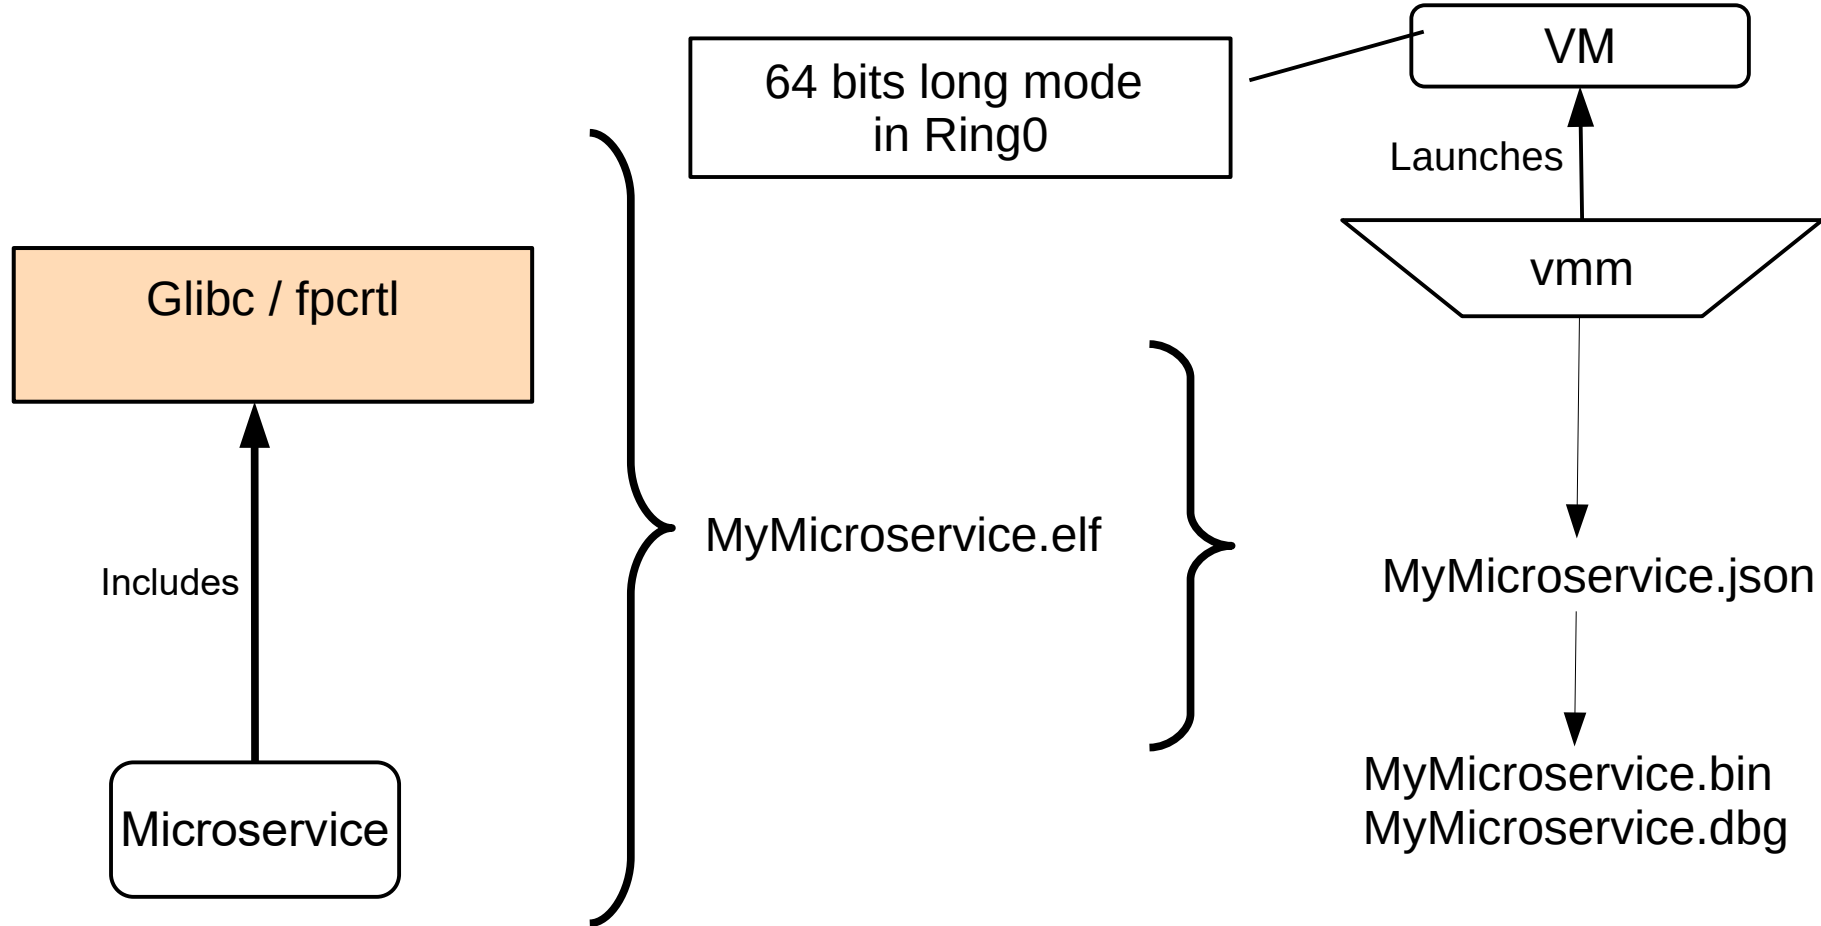 VM
64 bits long mode
in Ring0
Launches
vmm
Glibc / fpcrtl
MyMicroservice.elf
Includes
MyMicroservice.json
MyMicroservice.bin
MyMicroservice.dbg
Microservice